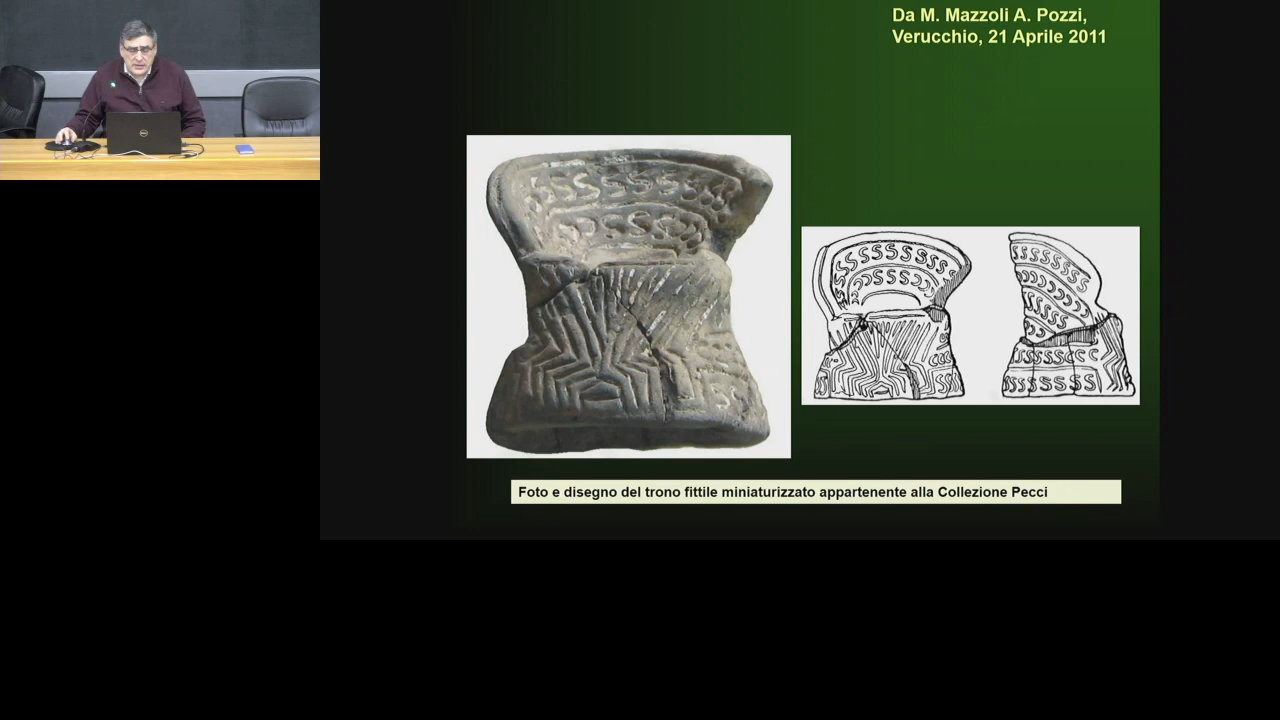 Da M. Mazzoli A. Pozzi,
Verucchio, 21 Aprile 2011
Foto e disegno del trono fittile miniaturizzato appartenente alla Collezione Pecci